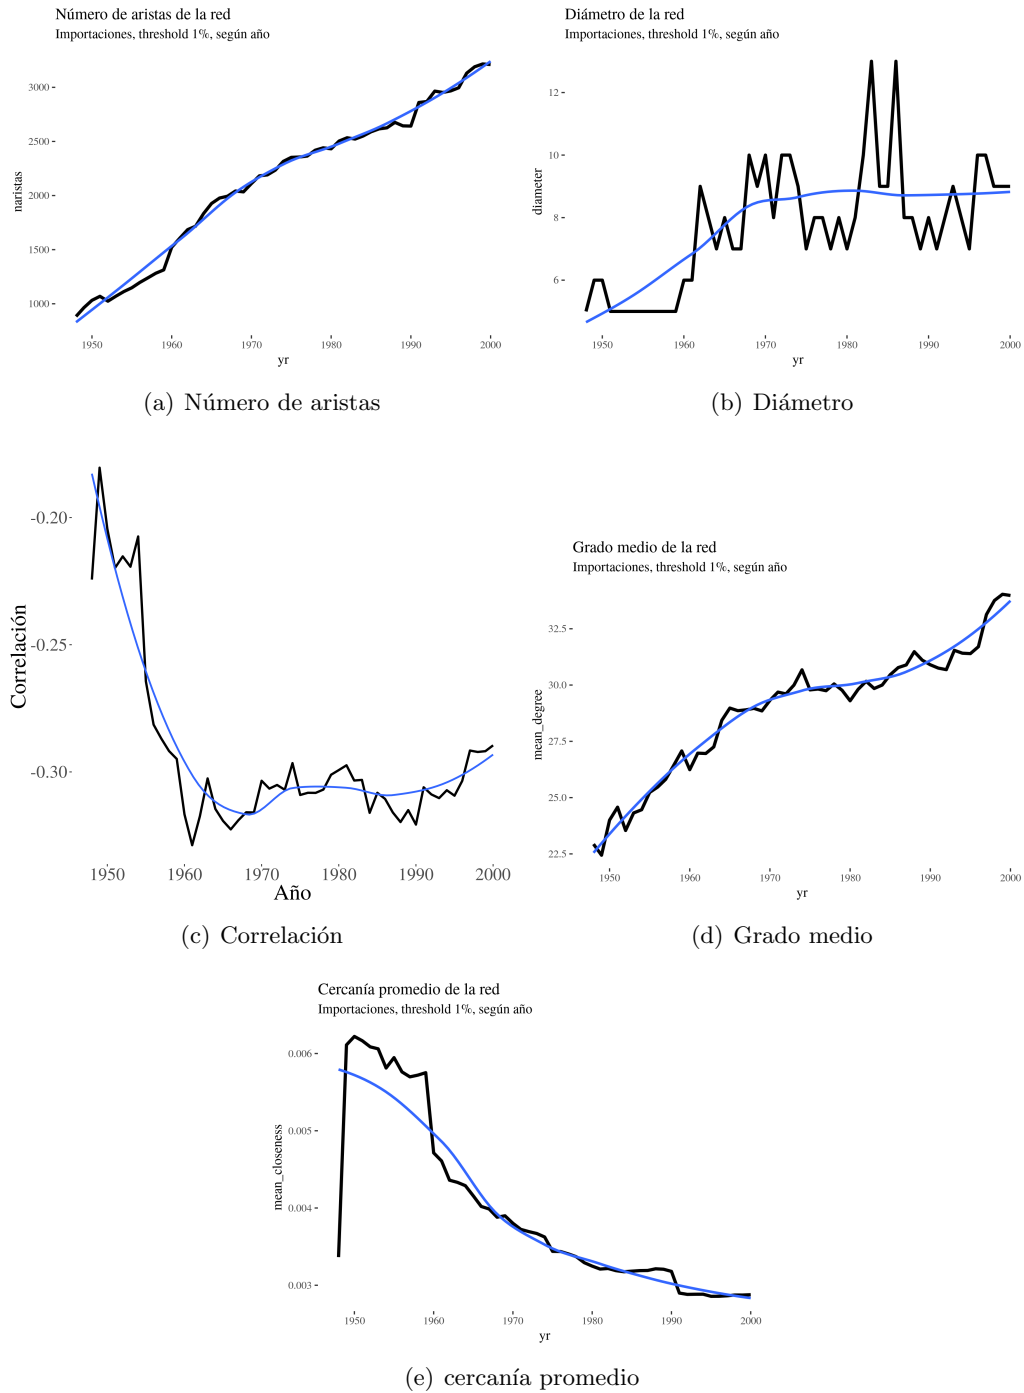 Número de aristas de la red
Importaciones, threshold 1%, según año
naristas
3000
2500
2000
1500
1000
1950 1960 1970 1980 1990 2000
yr
(a) Número de aristas
Diámetro de la red
Importaciones, threshold 1%, según año
diameter
12
10
8
6
1950 1960 1970 1980 1990 2000
yr
(b) Diámetro
Correlación
-0.20
-0.25
-0.30
1950 1960 1970 1980 1990 2000
Año
(c) Correlación
Grado medio de la red
Importaciones, threshold 1%, según año
mean_degree
32.5
30.0
27.5
25.0
22.5
1950 1960 1970 1980 1990 2000
yr
(d) Grado medio
Cercanía promedio de la red
Importaciones, threshold 1%, según año
mean_closeness
0.006
0.005
0.004
0.003
1950 1960 1970 1980 1990 2000
yr
(e) cercanía promedio